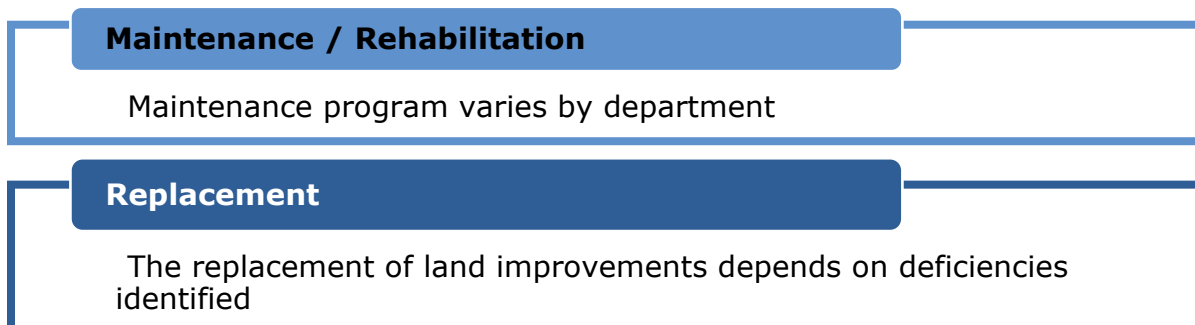 Maintenance / Rehabilitation
Maintenance program varies by department
Replacement
The replacement of land improvements depends on deficiencies
identified